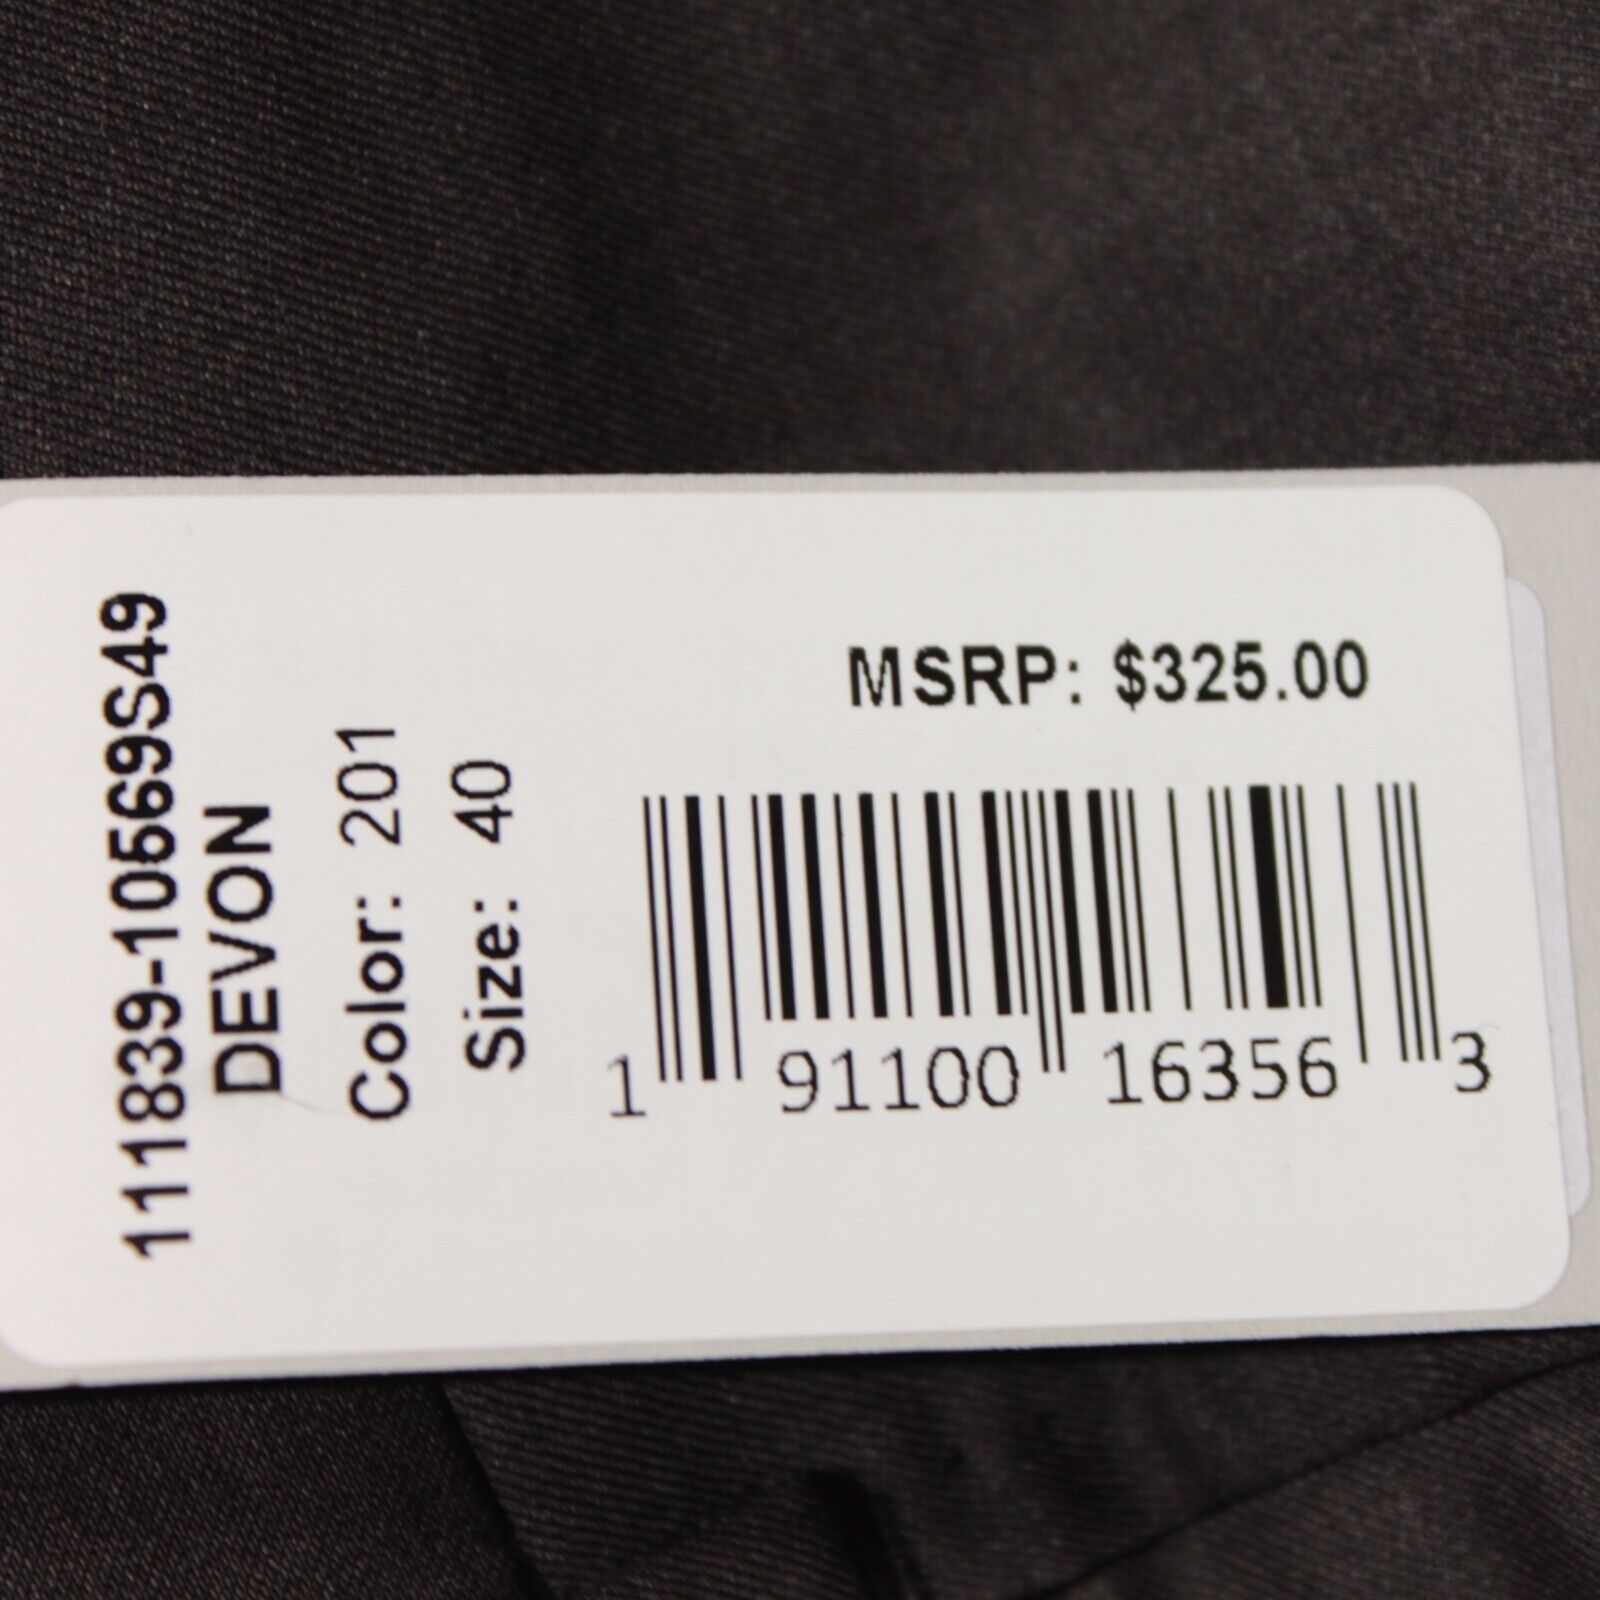 111839-10569S49
DEVON
Color: 201
Size: 40
MSRP: $325.00
1 91100 16356 3